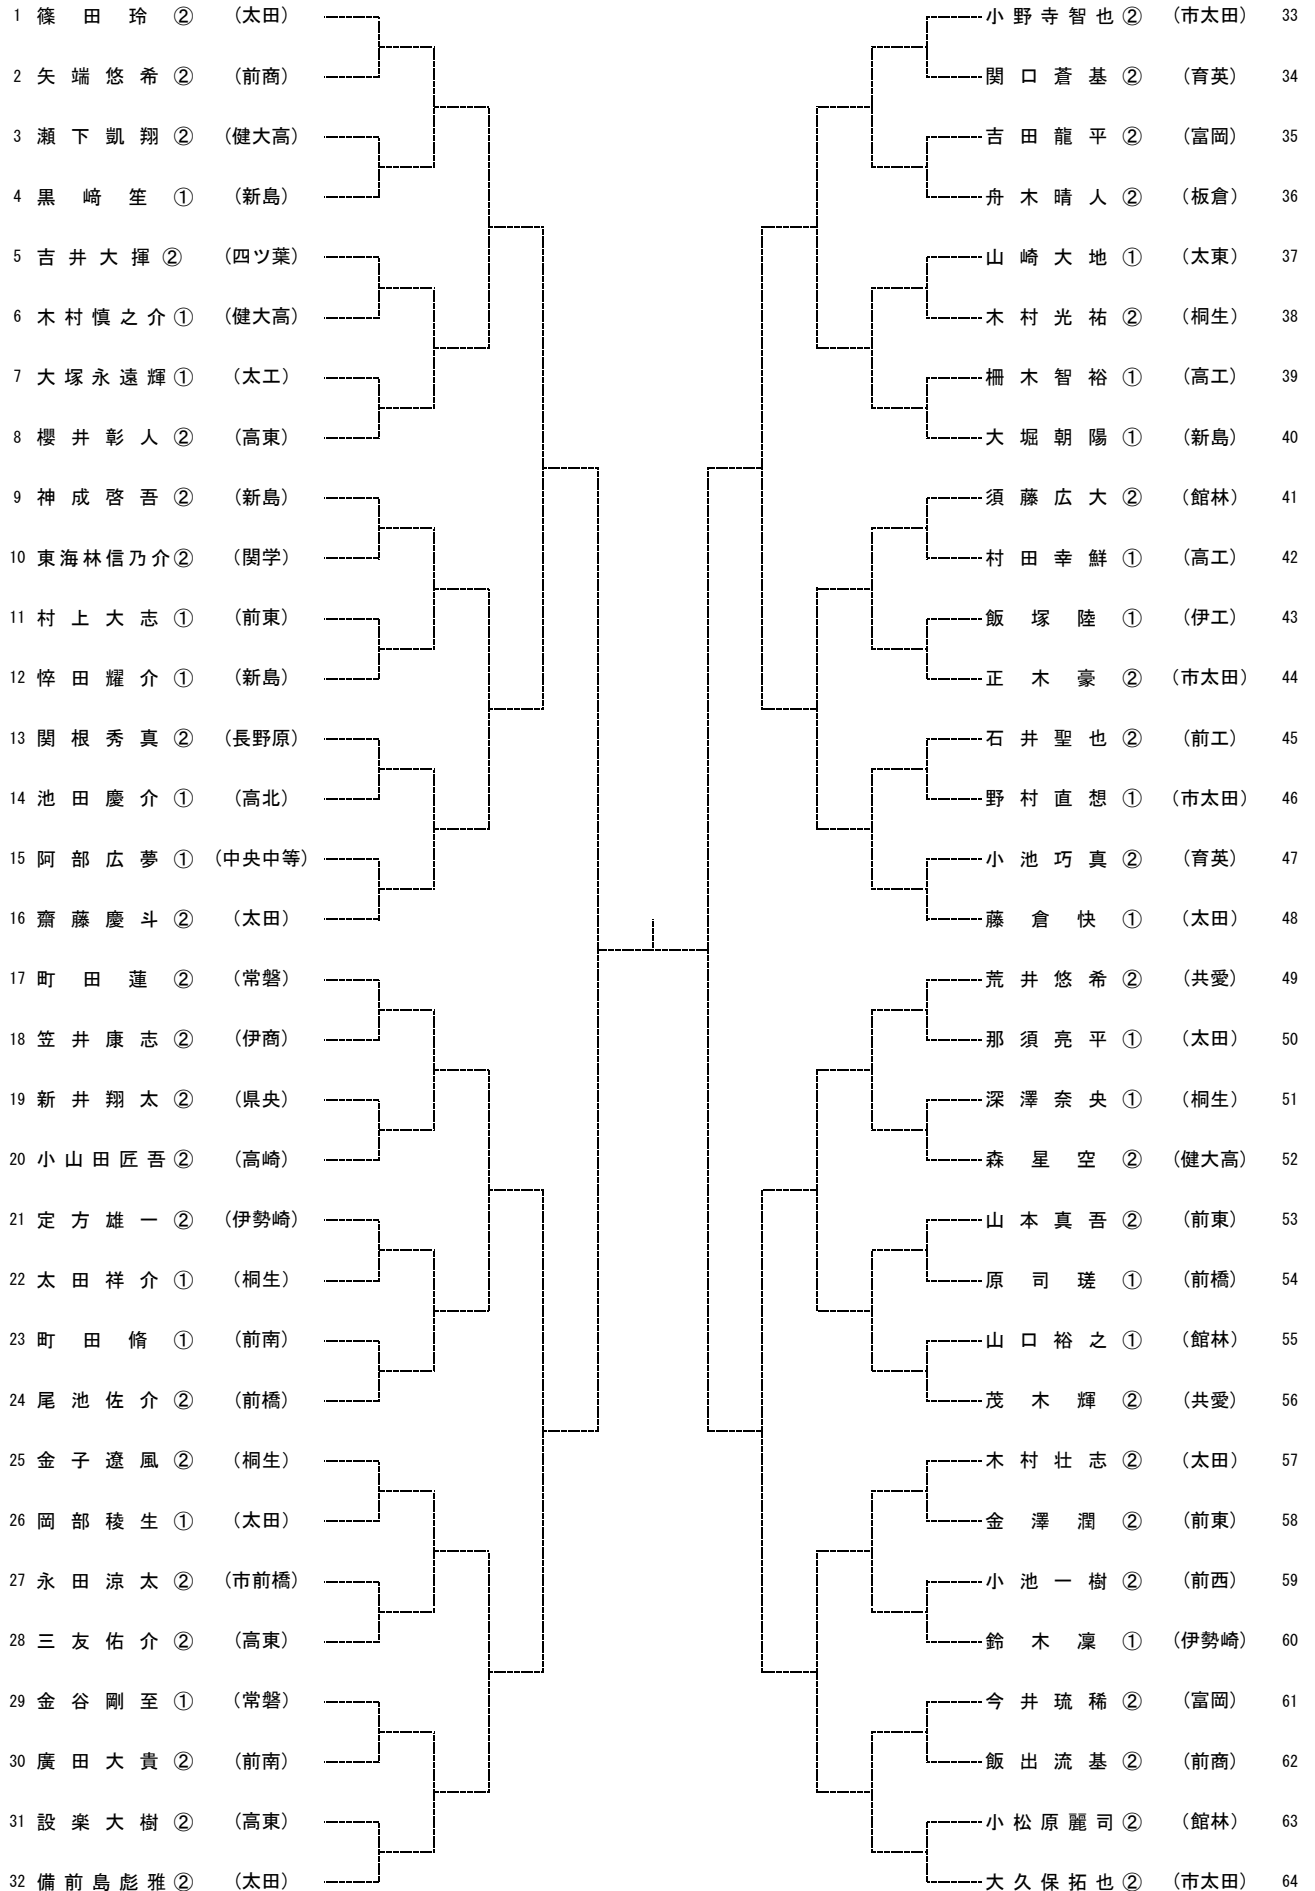 1 篠田玲② （太田）
2 矢端悠希② （前商）
3 瀬下凱翔② （健大高）
4 黒﨑笙① （新島）
5 吉井大揮② （四ツ葉）
6 木村慎之介① （健大高）
7 大塚永遠輝① （太工）
8 櫻井彰人② （高東）
9 神成啓吾② （新島）
10 東海林信乃介② （関学）
11 村上大志① （前東）
12 悴田耀介① （新島）
13 関根秀真② （長野原）
14 池田慶介① （高北）
15 阿部広夢① （中央中等）
16 齋藤慶斗② （太田）
17 町田蓮② （常磐）
18 笠井康志② （伊商）
19 新井翔太② （県央）
20 小山田匠吾② （高崎）
21 定方雄一② （伊勢崎）
22 太田祥介① （桐生）
23 町田脩① （前南）
24 尾池佐介② （前橋）
25 金子遼風② （桐生）
26 岡部稜生① （太田）
27 永田涼太② （市前橋）
28 三友佑介② （高東）
29 金谷剛至① （常磐）
30 廣田大貴② （前南）
31 設楽大樹② （高東）
32 備前島彪雅② （太田）
小野寺智也② （市太田） 33
関口蒼基② （育英） 34
吉田龍平② （富岡） 35
舟木晴人② （板倉） 36
山崎大地① （太東） 37
木村光祐② （桐生） 38
柵木智裕① （高工） 39
大堀朝陽① （新島） 40
須藤広大② （館林） 41
村田幸鮮① （高工） 42
飯塚陸① （伊工） 43
正木豪② （市太田） 44
石井聖也② （前工） 45
野村直想① （市太田） 46
小池巧真② （育英） 47
藤倉快① （太田） 48
荒井悠希② （共愛） 49
那須亮平① （太田） 50
深澤奈央① （桐生） 51
森星空② （健大高） 52
山本真吾② （前東） 53
原司瑳① （前橋） 54
山口裕之① （館林） 55
茂木輝② （共愛） 56
木村壮志② （太田） 57
金澤潤② （前東） 58
小池一樹② （前西） 59
鈴木凜① （伊勢崎） 60
今井琉稀② （富岡） 61
飯出流基② （前商） 62
小松原麗司② （館林） 63
大久保拓也② （市太田） 64